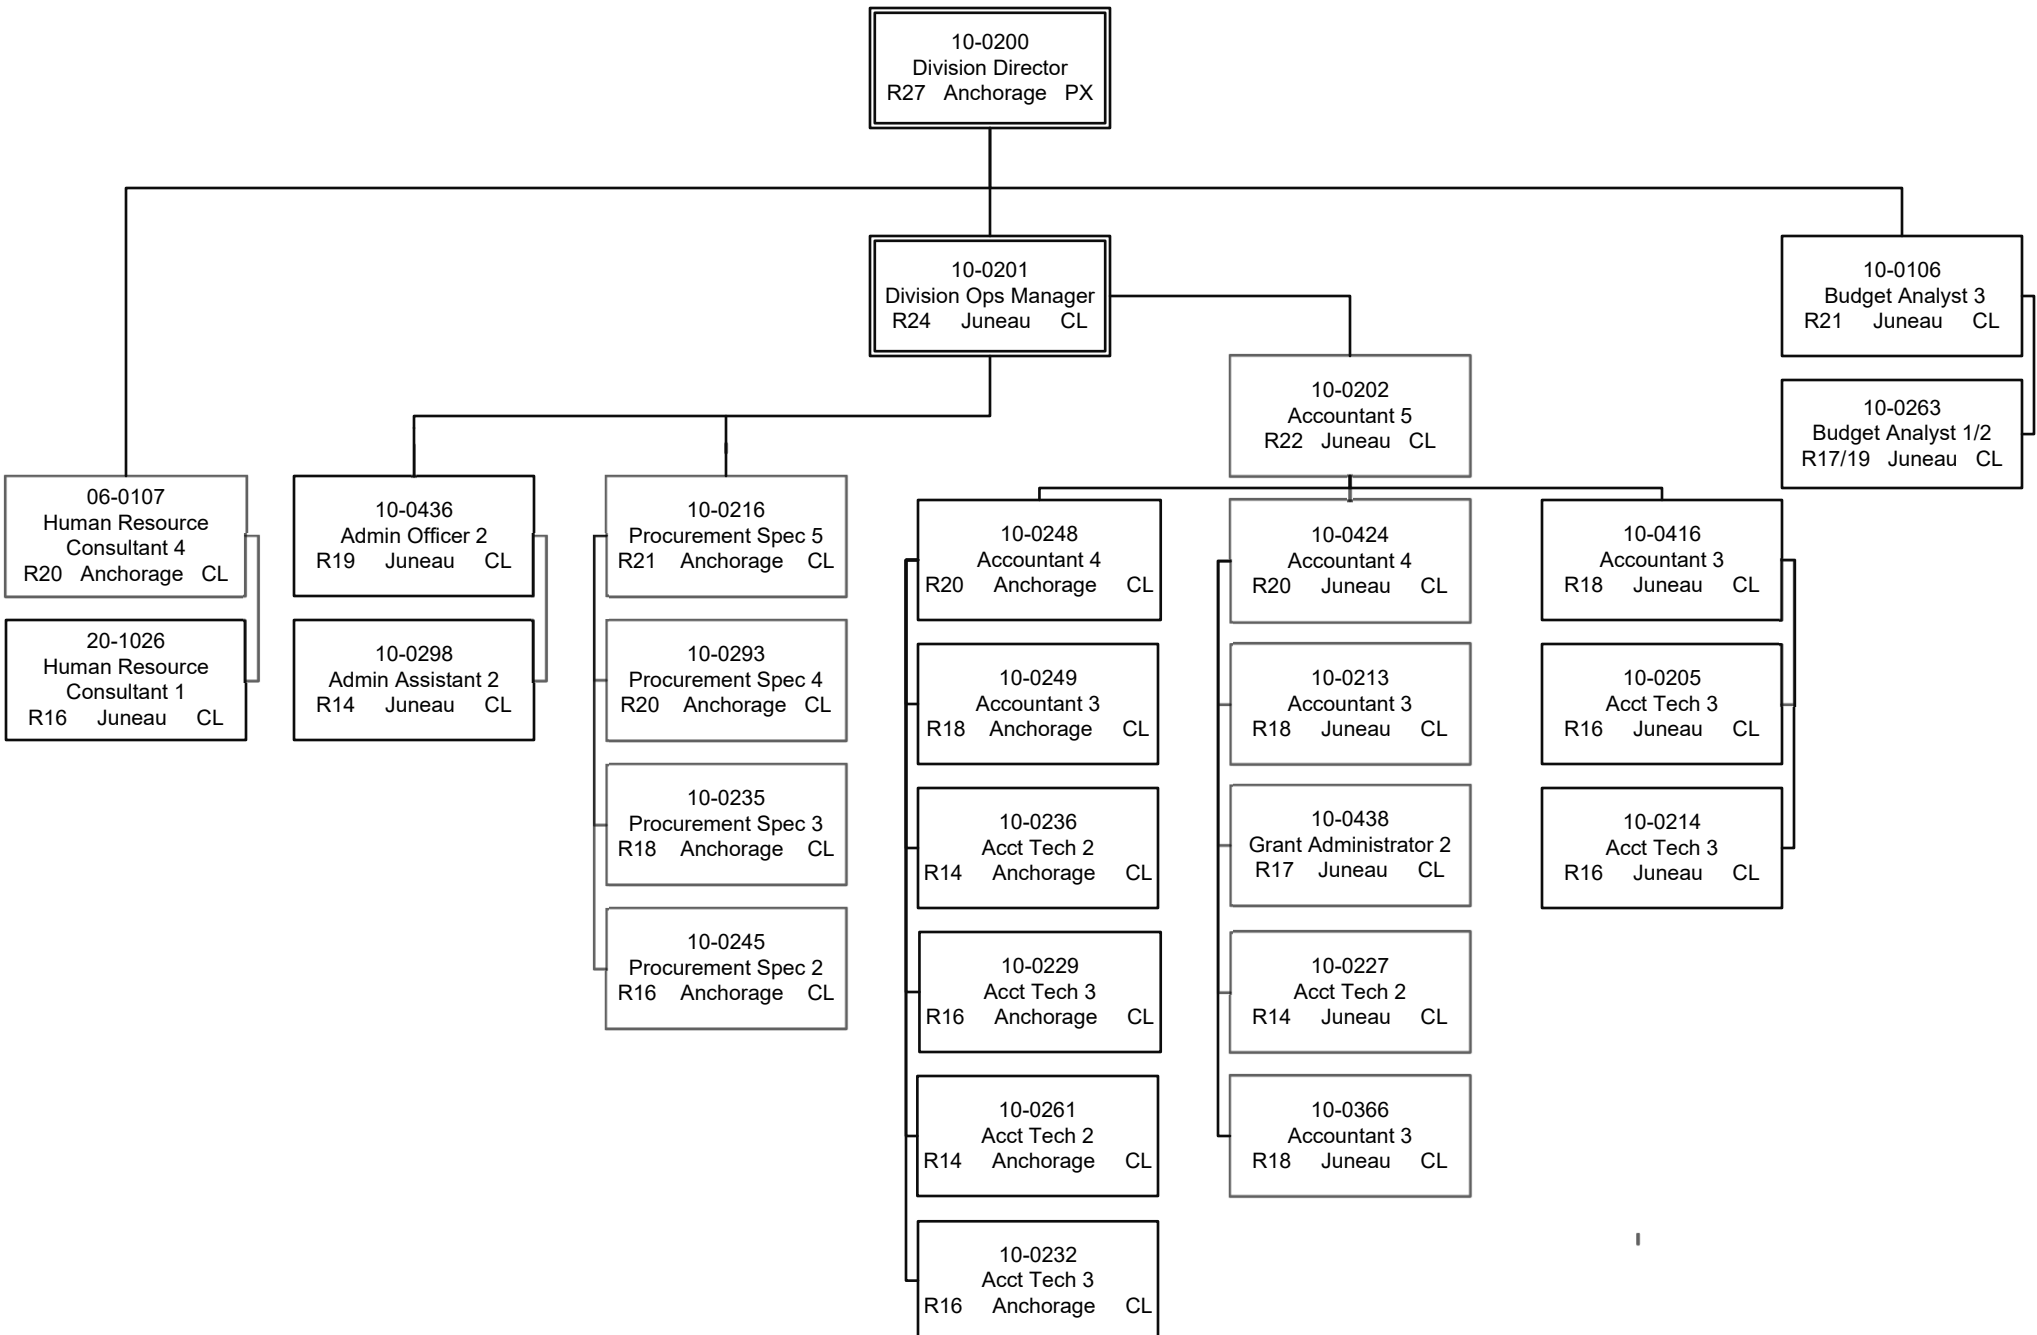 10-0200
Division Director
R27 Anchorage PX
10-0201
Division Ops Manager
R24 Juneau CL
10-0106
Budget Analyst 3
R21 Juneau CL
10-0263
Budget Analyst 1/2
R17/19 Juneau CL
10-0202
Accountant 5
R22 Juneau CL
06-0107
Human Resource
Consultant 4
R20 Anchorage CL
20-1026
Human Resource
Consultant 1
R16 Juneau CL
10-0436
Admin Officer 2
R19 Juneau CL
10-0298
Admin Assistant 2
R14 Juneau CL
10-0216
Procurement Spec 5
R21 Anchorage CL
10-0293
Procurement Spec 4
R20 Anchorage CL
10-0235
Procurement Spec 3
R18 Anchorage CL
10-0245
Procurement Spec 2
R16 Anchorage CL
10-0248
Accountant 4
R20 Anchorage CL
10-0249
Accountant 3
R18 Anchorage CL
10-0236
Acct Tech 2
R14 Anchorage CL
10-0229
Acct Tech 3
R16 Anchorage CL
10-0261
Acct Tech 2
R14 Anchorage CL
10-0232
Acct Tech 3
R16 Anchorage CL
10-0424
Accountant 4
R20 Juneau CL
10-0213
Accountant 3
R18 Juneau CL
10-0438
Grant Administrator 2
R17 Juneau CL
10-0227
Acct Tech 2
R14 Juneau CL
10-0366
Accountant 3
R18 Juneau CL
10-0416
Accountant 3
R18 Juneau CL
10-0205
Acct Tech 3
R16 Juneau CL
10-0214
Acct Tech 3
R16 Juneau CL